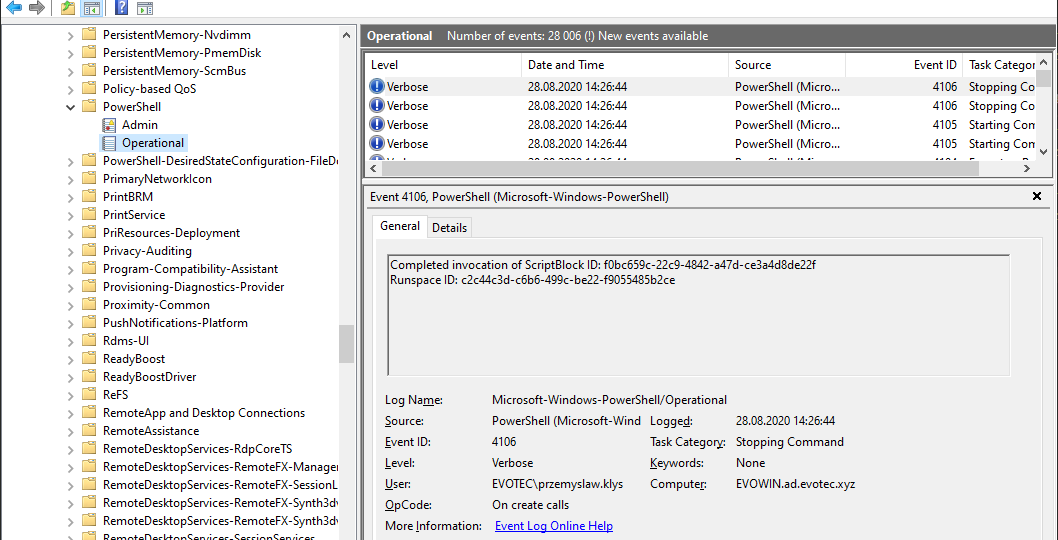 PersistentMemory-Nvdimm
PersistentMemory-PmemDisk
PersistentMemory-ScmBus
Policy-based QoS
PowerShell
Admin
Operational
PowerShell-DesiredStateConfiguration-FileDo
PrimaryNetworkIcon
PrintBRM
PrintService
PriResources-Deployment
Privacy-Auditing
Program-Compatibility-Assistant
Provisioning-Diagnostics-Provider
Proximity-Common
PushNotifications-Platform
Rdms-UI
ReadyBoost
ReadyBoostDriver
ReFS
RemoteApp and Desktop Connections
RemoteAssistance
RemoteDesktopServices-RdpCoreTS
RemoteDesktopServices-RemoteFX-Manager
RemoteDesktopServices-RemoteFX-SessionL
RemoteDesktopServices-RemoteFX-Synth3dv
RemoteDesktopServices-RemoteFX-Synth3dv
RemoteDesktopServices-SessionServices
Operational Number of events: 28 006 (!) New events available
Level Date and Time Source Event ID Task Categor
Verbose 28.08.2020 14:26:44 PowerShell (Micro... 4106 Stopping Co
Verbose 28.08.2020 14:26:44 PowerShell (Micro... 4106 Stopping Co
Verbose 28.08.2020 14:26:44 PowerShell (Micro... 4105 Starting Com
Verbose 28.08.2020 14:26:44 PowerShell (Micro... 4105 Starting Com
Event 4106, PowerShell (Microsoft-Windows-PowerShell)
General Details
Completed invocation of ScriptBlock ID: f0bc659c-22c9-4842-a47d-ce3a4d8de22f
Runspace ID: c2c44c3d-c6b6-499c-be22-f9055485b2ce
Log Name: Microsoft-Windows-PowerShell/Operational
Source: PowerShell (Microsoft-Wind Logged: 28.08.2020 14:26:44
Event ID: 4106 Task Category: Stopping Command
Level: Verbose Keywords: None
User: EVOTEC\przemyslaw.klys Computer: EVOWIN.ad.evotec.xyz
OpCode: On create calls
More Information: Event Log Online Help